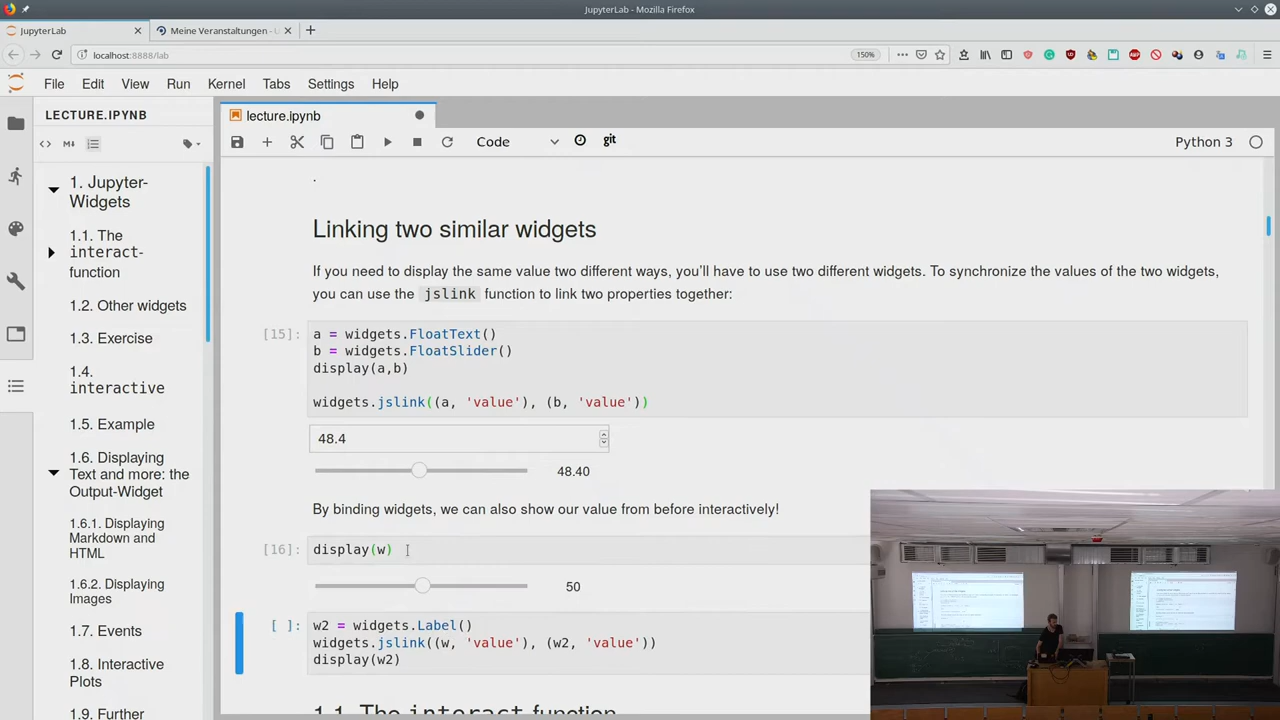 JupyterLab - Mozilla Firefox
JupyterLab
Meine Veranstaltungen - U
localhost:8888/lab
150%
File Edit View Run Kernel Tabs Settings Help
LECTURE.IPYNB
lecture.ipynb
Code
git
Python 3
1. Jupyter-
Widgets
1.1. The
interact-
function
1.2. Other widgets
1.3. Exercise
1.4.
interactive
1.5. Example
1.6. Displaying
Text and more: the
Output-Widget
1.6.1. Displaying
Markdown and
HTML
1.6.2. Displaying
Images
1.7. Events
1.8. Interactive
Plots
1.9. Further
.
Linking two similar widgets
If you need to display the same value two different ways, you'll have to use two different widgets. To synchronize the values of the two widgets,
you can use the jslink function to link two properties together:
[15]: a = widgets.FloatText()
b = widgets.FloatSlider()
display(a,b)
widgets.jslink((a, 'value'), (b, 'value'))
48.4
48.40
By binding widgets, we can also show our value from before interactively!
[16]: display(w)
50
[ ]: w2 = widgets.Label()
widgets.jslink((w, 'value'), (w2, 'value'))
display(w2)
1.1. The interact function